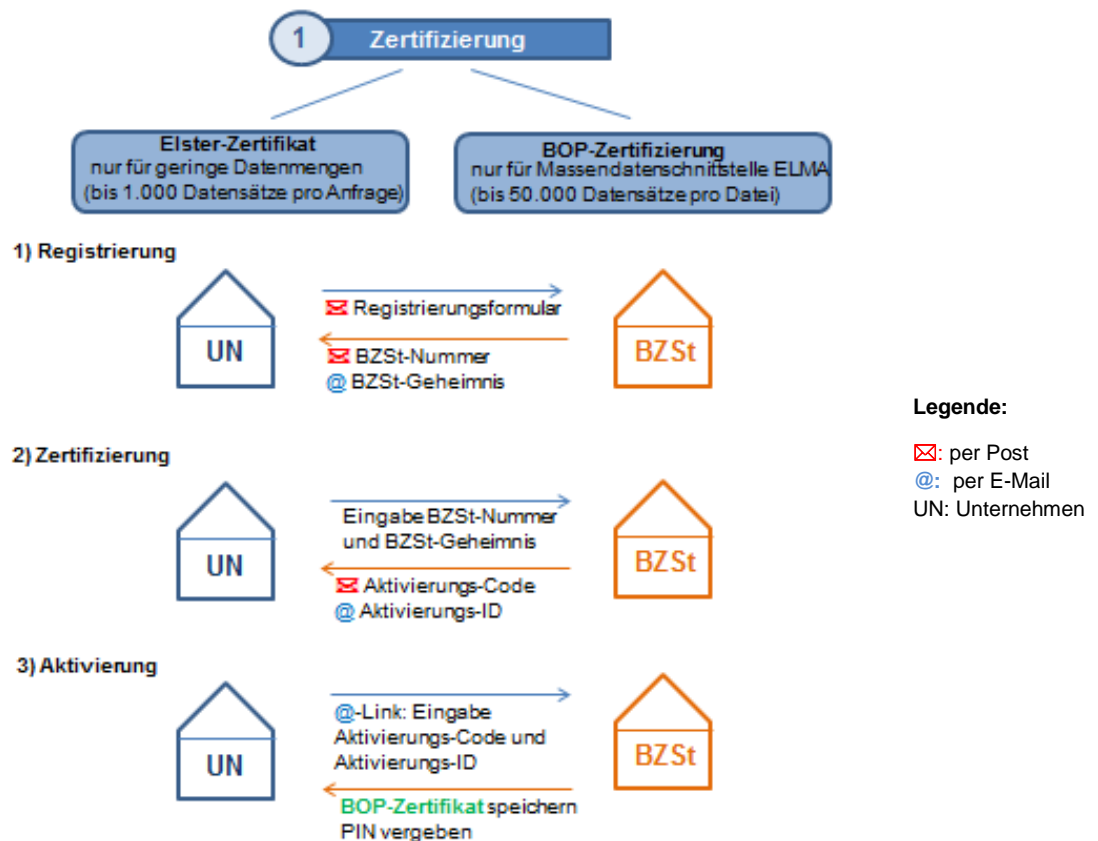 1 Zertifizierung
Elster-Zertifikat
nur für geringe Datenmengen
(bis 1.000 Datensätze pro Anfrage)
BOP-Zertifizierung
nur für Massendatenschnittstelle ELMA
(bis 50.000 Datensätze pro Datei)
1) Registrierung
UN
✉ Registrierungsformular
✉ BZSt-Nummer
@ BZSt-Geheimnis
BZSt
Legende:
✉: per Post
@: per E-Mail
UN: Unternehmen
2) Zertifizierung
UN
Eingabe BZSt-Nummer
und BZSt-Geheimnis
✉ Aktivierungs-Code
@ Aktivierungs-ID
BZSt
3) Aktivierung
UN
@-Link: Eingabe
Aktivierungs-Code und
Aktivierungs-ID
BOP-Zertifikat speichern
PIN vergeben
BZSt